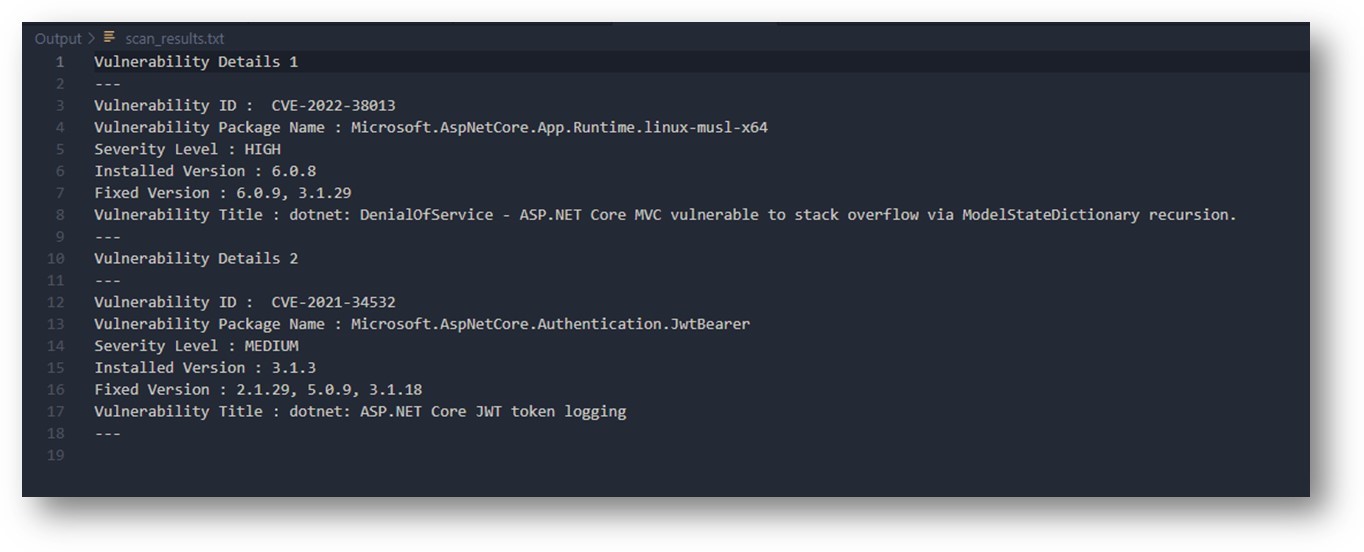 Output > scan_results.txt
1 Vulnerability Details 1
2 ---
3 Vulnerability ID :  CVE-2022-38013
4 Vulnerability Package Name : Microsoft.AspNetCore.App.Runtime.linux-musl-x64
5 Severity Level : HIGH
6 Installed Version : 6.0.8
7 Fixed Version : 6.0.9, 3.1.29
8 Vulnerability Title : dotnet: DenialOfService - ASP.NET Core MVC vulnerable to stack overflow via ModelStateDictionary recursion.
9 ---
10 Vulnerability Details 2
11 ---
12 Vulnerability ID :  CVE-2021-34532
13 Vulnerability Package Name : Microsoft.AspNetCore.Authentication.JwtBearer
14 Severity Level : MEDIUM
15 Installed Version : 3.1.3
16 Fixed Version : 2.1.29, 5.0.9, 3.1.18
17 Vulnerability Title : dotnet: ASP.NET Core JWT token logging
18 ---
19